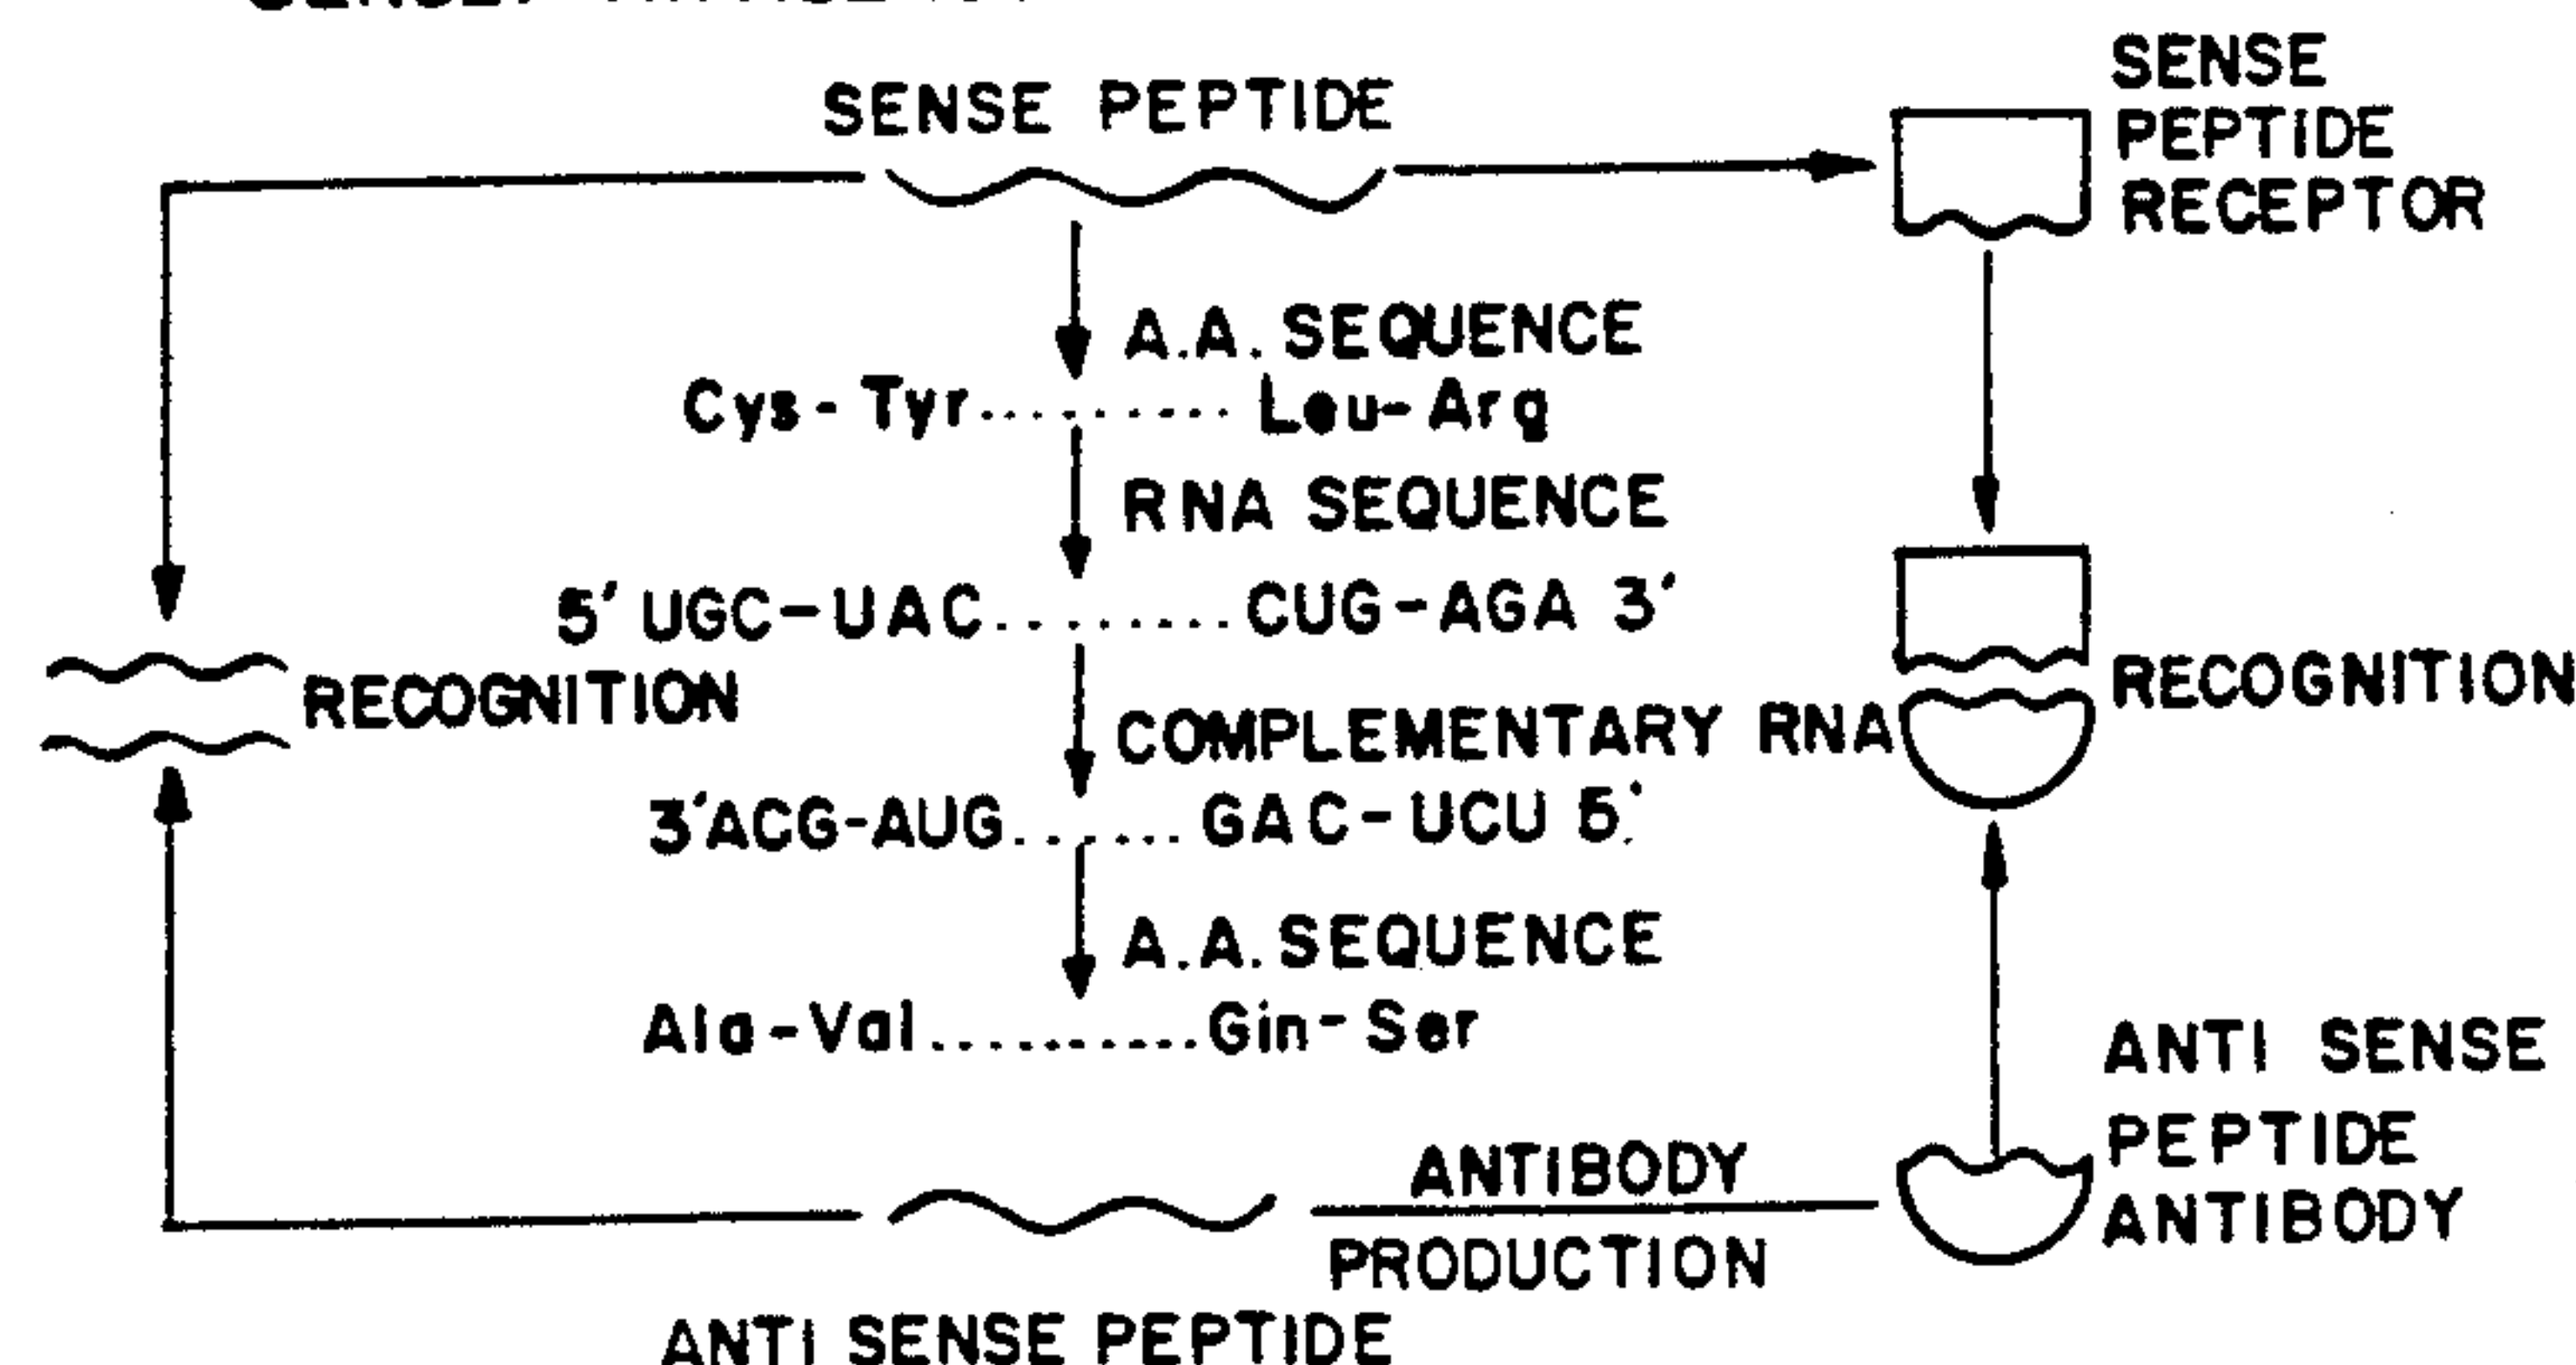 SENSE PEPTIDE
SENSE
PEPTIDE
RECEPTOR
A.A. SEQUENCE
Cys-Tyr.......... Leu-Arg
RNA SEQUENCE
5' UGC-UAC........ CUG-AGA 3'
RECOGNITION
RECOGNITION
COMPLEMENTARY RNA
3'ACG-AUG...... GAC-UCU 5'
A.A. SEQUENCE
Ala-Val..........Gin-Ser
ANTI SENSE
PEPTIDE
ANTIBODY
ANTIBODY
PRODUCTION
ANTI SENSE PEPTIDE